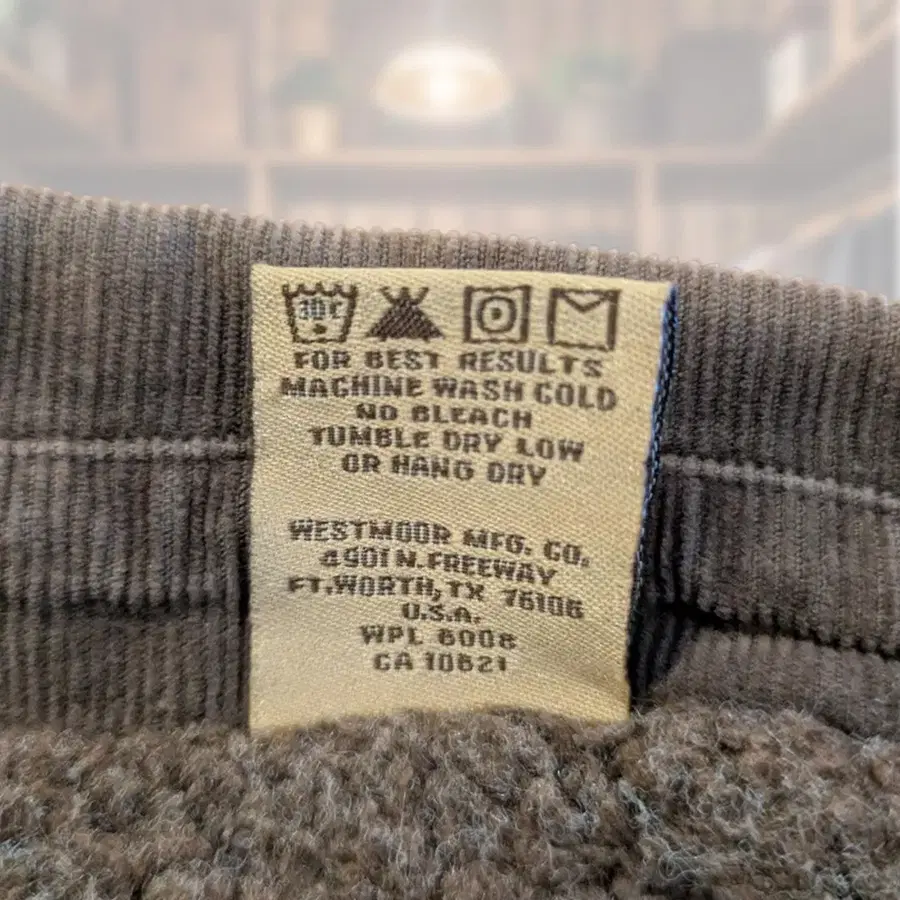 30C
FOR BEST RESULTS
MACHINE WASH COLD
NO BLEACH
TUMBLE DRY LOW
OR HANG DRY
WESTMOOR MFG. CO.
4901 N. FREEWAY
FT. WORTH, TX 76106
U.S.A.
WPL 6008
CA 10621